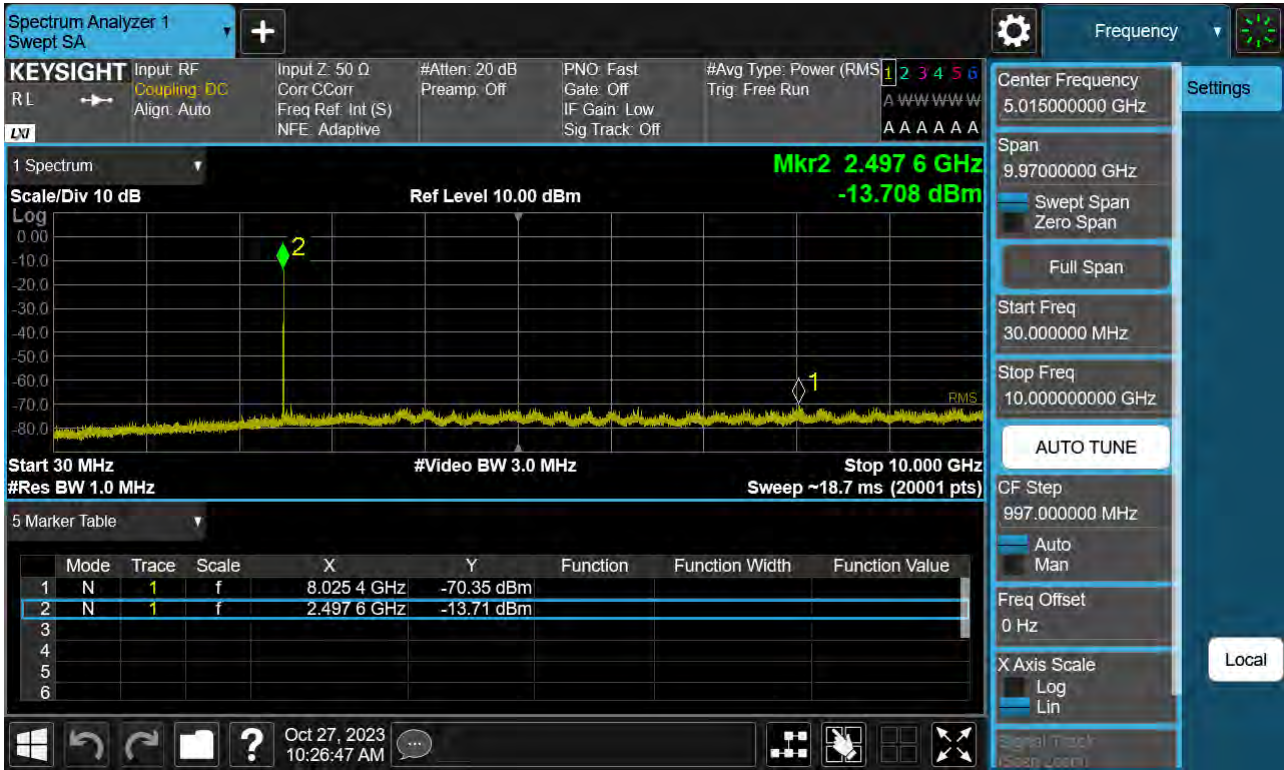 Spectrum Analyzer 1
Swept SA
+
Frequency
KEYSIGHT
RL
LXI
Input: RF
Coupling: DC
Align: Auto
Input Z: 50 Ω
Corr CCorr
Freq Ref: Int (S)
NFE: Adaptive
#Atten: 20 dB
Preamp: Off
PNO: Fast
Gate: Off
IF Gain: Low
Sig Track: Off
#Avg Type: Power (RMS
Trig: Free Run
1 2 3 4 5 6
A W W W W W
A A A A A A
1 Spectrum
Scale/Div 10 dB
Ref Level 10.00 dBm
Mkr2 2.497 6 GHz
-13.708 dBm
Log
0.00
-10.0
-20.0
-30.0
-40.0
-50.0
-60.0
-70.0
-80.0
2
1
RMS
Start 30 MHz
#Video BW 3.0 MHz
Stop 10.000 GHz
#Res BW 1.0 MHz
Sweep ~18.7 ms (20001 pts)
5 Marker Table
Mode Trace Scale X Y Function Function Width Function Value
1 N 1 f 8.025 4 GHz -70.35 dBm
2 N 1 f 2.497 6 GHz -13.71 dBm
3
4
5
6
Oct 27, 2023
10:26:47 AM
?
Center Frequency
5.015000000 GHz
Settings
Span
9.97000000 GHz
Swept Span
Zero Span
Full Span
Start Freq
30.000000 MHz
Stop Freq
10.000000000 GHz
AUTO TUNE
CF Step
997.000000 MHz
Auto
Man
Freq Offset
0 Hz
X Axis Scale
Log
Lin
Signal Track
(Span Zoom)
Local